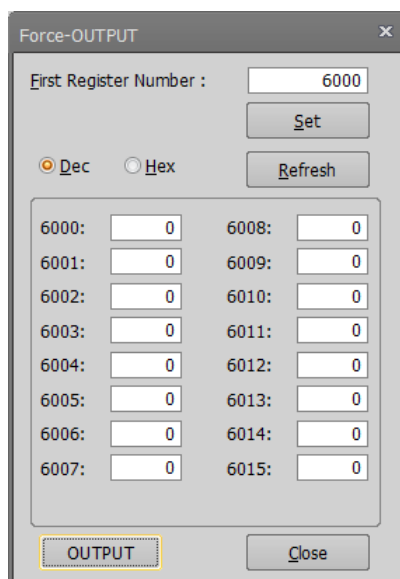 Force-OUTPUT x
First Register Number : 6000
Set
Dec Hex Refresh
6000: 0 6008: 0
6001: 0 6009: 0
6002: 0 6010: 0
6003: 0 6011: 0
6004: 0 6012: 0
6005: 0 6013: 0
6006: 0 6014: 0
6007: 0 6015: 0
OUTPUT Close